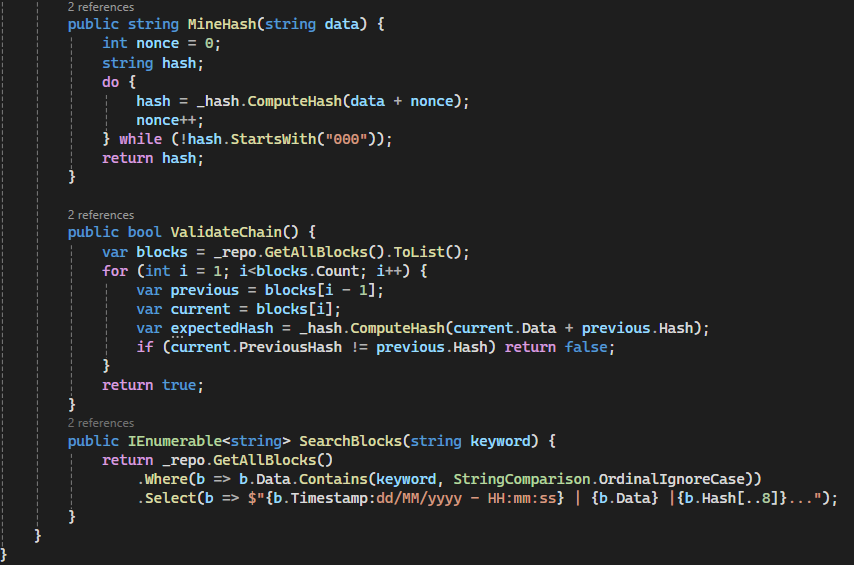 2 references
public string MineHash(string data) {
int nonce = 0;
string hash;
do {
hash = _hash.ComputeHash(data + nonce);
nonce++;
} while (!hash.StartsWith("000"));
return hash;
}
2 references
public bool ValidateChain() {
var blocks = _repo.GetAllBlocks().ToList();
for (int i = 1; i<blocks.Count; i++) {
var previous = blocks[i - 1];
var current = blocks[i];
var expectedHash = _hash.ComputeHash(current.Data + previous.Hash);
if (current.PreviousHash != previous.Hash) return false;
}
return true;
}
2 references
public IEnumerable<string> SearchBlocks(string keyword) {
return _repo.GetAllBlocks()
.Where(b => b.Data.Contains(keyword, StringComparison.OrdinalIgnoreCase))
.Select(b => $"{b.Timestamp:dd/MM/yyyy - HH:mm:ss} | {b.Data} |{b.Hash[..8]}...");
}
}
}